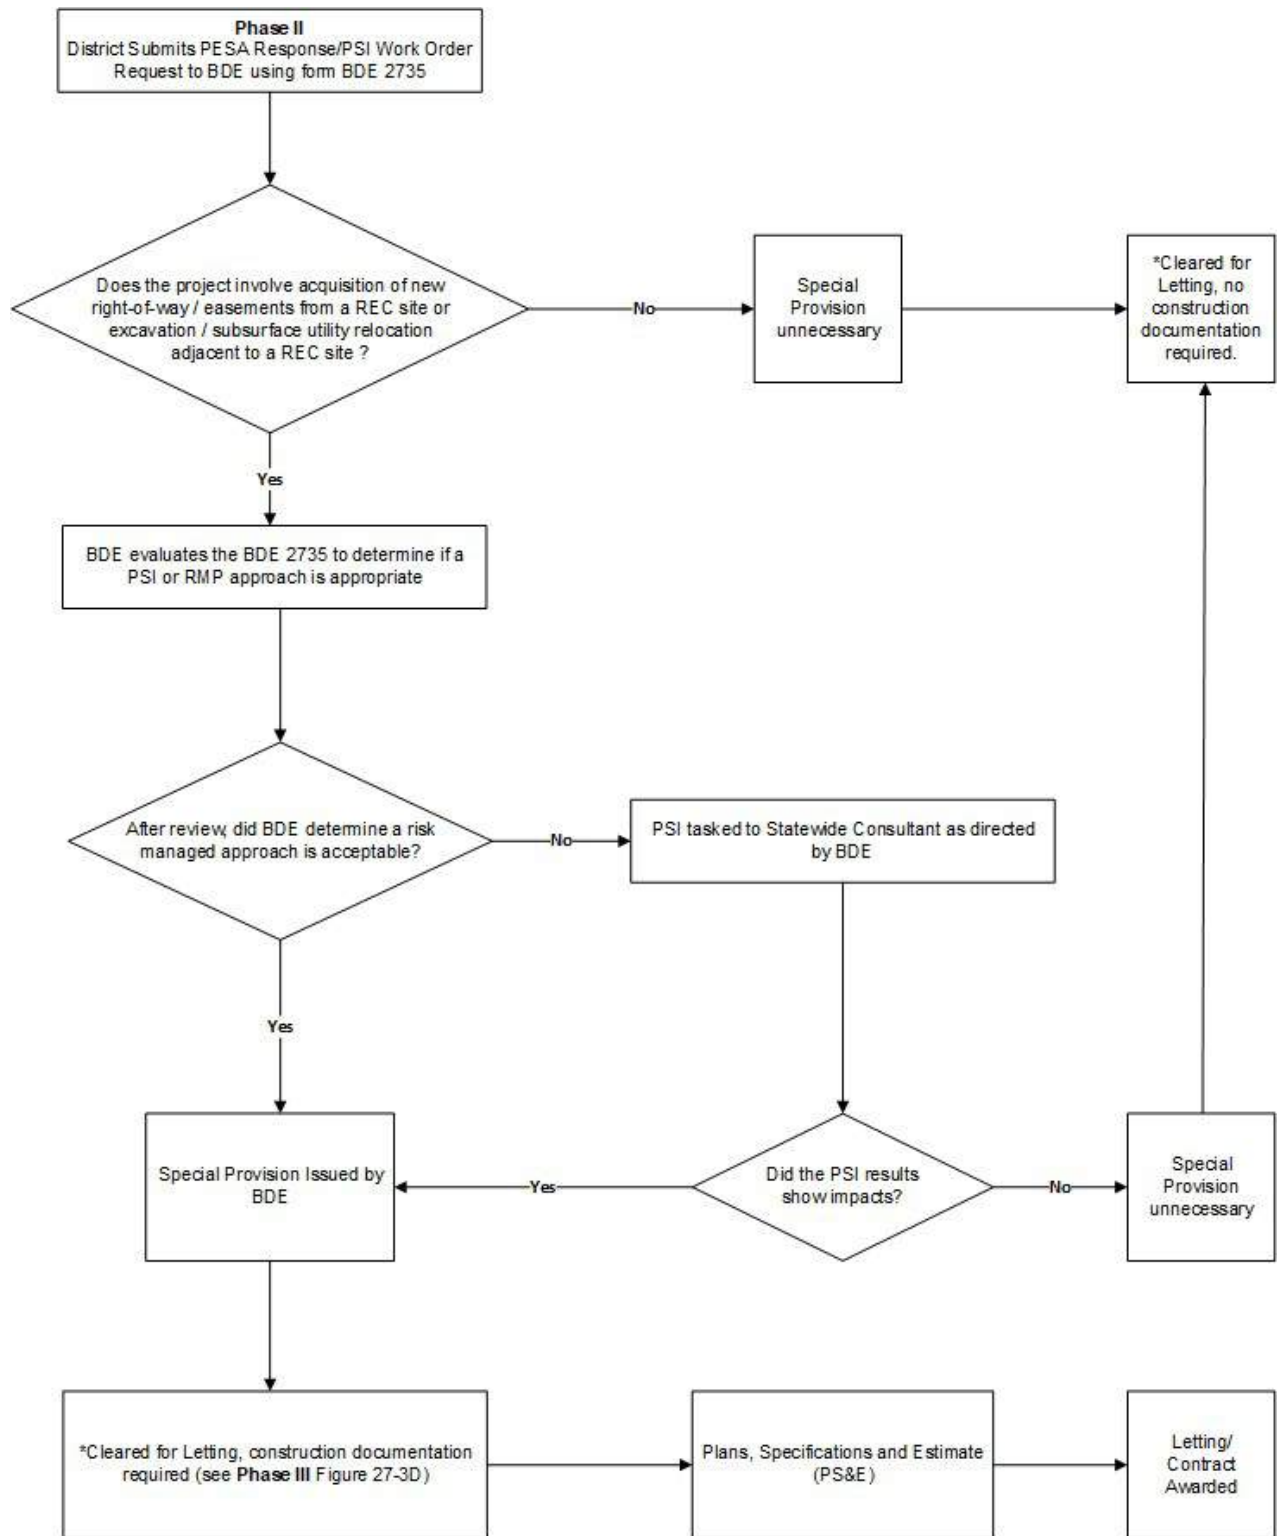 Phase II
District Submits PESA Response/PSI Work Order
Request to BDE using form BDE 2735
Does the project involve acquisition of new
right-of-way / easements from a REC site or
excavation / subsurface utility relocation
adjacent to a REC site ?
No
Special
Provision
unnecessary
*Cleared for
Letting, no
construction
documentation
required.
Yes
BDE evaluates the BDE 2735 to determine if a
PSI or RMP approach is appropriate
After review, did BDE determine a risk
managed approach is acceptable?
No
PSI tasked to Statewide Consultant as directed
by BDE
Yes
Special Provision Issued by
BDE
Yes
Did the PSI results
show impacts?
No
Special
Provision
unnecessary
*Cleared for Letting, construction documentation
required (see Phase III Figure 27-3D)
Plans, Specifications and Estimate
(PS&E)
Letting/
Contract
Awarded